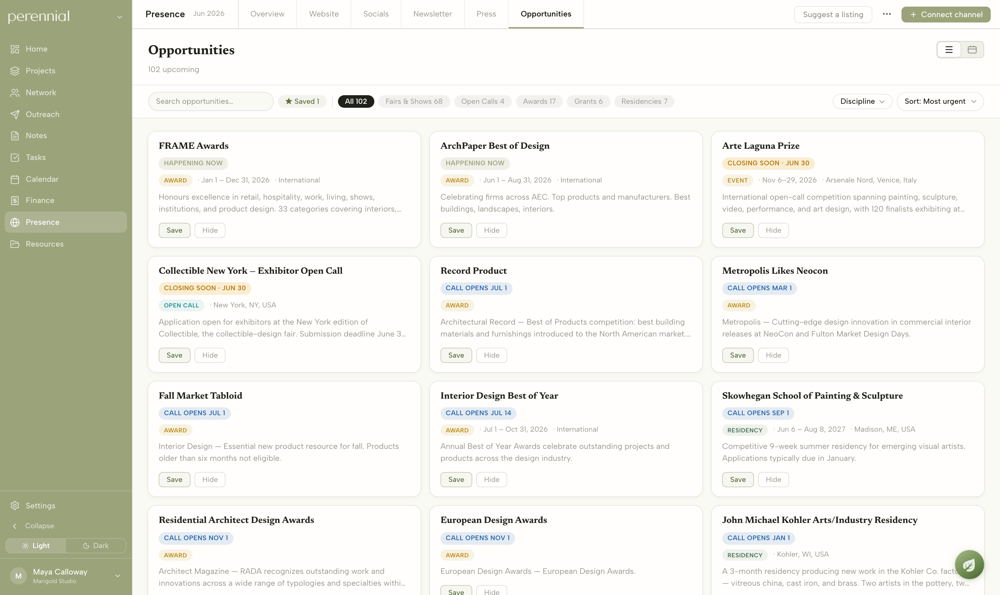 perennial
Home
Projects
Network
Outreach
Notes
Tasks
Calendar
Finance
Presence
Resources
Settings
Collapse
Light
Dark
M
Maya Calloway
Marigold Studio
Presence Jun 2026
Overview
Website
Socials
Newsletter
Press
Opportunities
Suggest a listing
+ Connect channel
Opportunities
102 upcoming
Search opportunities...
★ Saved 1
All 102
Fairs & Shows 68
Open Calls 4
Awards 17
Grants 6
Residencies 7
Discipline
Sort: Most urgent
FRAME Awards
HAPPENING NOW
AWARD · Jan 1 – Dec 31, 2026 · International
Honours excellence in retail, hospitality, work, living, shows,
institutions, and product design. 33 categories covering interiors,...
Save Hide
ArchPaper Best of Design
HAPPENING NOW
AWARD · Jun 1 – Aug 31, 2026 · International
Celebrating firms across AEC. Top products and manufacturers. Best
buildings, landscapes, interiors.
Save Hide
Arte Laguna Prize
CLOSING SOON · JUN 30
EVENT · Nov 6–29, 2026 · Arsenale Nord, Venice, Italy
International open-call competition spanning painting, sculpture,
video, performance, and art design, with 120 finalists exhibiting at...
Save Hide
Collectible New York – Exhibitor Open Call
CLOSING SOON · JUN 30
OPEN CALL · New York, NY, USA
Application open for exhibitors at the New York edition of
Collectible, the collectible-design fair. Submission deadline June 3...
Save Hide
Record Product
CALL OPENS JUL 1
AWARD
Architectural Record — Best of Products competition: best building
materials and furnishings introduced to the North American market....
Save Hide
Metropolis Likes Neocon
CALL OPENS MAR 1
AWARD
Metropolis — Cutting-edge design innovation in commercial interior
releases at NeoCon and Fulton Market Design Days.
Save Hide
Fall Market Tabloid
CALL OPENS JUL 1
AWARD
Interior Design — Essential new product resource for fall. Products
older than six months not eligible.
Save Hide
Interior Design Best of Year
CALL OPENS JUL 14
AWARD · Jul 1 – Oct 31, 2026 · International
Annual Best of Year Awards celebrate outstanding projects and
products across the design industry.
Save Hide
Skowhegan School of Painting & Sculpture
CALL OPENS SEP 1
RESIDENCY · Jun 6 – Aug 8, 2027 · Madison, ME, USA
Competitive 9-week summer residency for emerging visual artists.
Applications typically due in January.
Save Hide
Residential Architect Design Awards
CALL OPENS NOV 1
AWARD
Architect Magazine — RADA recognizes outstanding work and
innovations across a wide range of typologies and specialties withi...
European Design Awards
CALL OPENS NOV 1
AWARD
European Design Awards — European Design Awards.
Save Hide
John Michael Kohler Arts/Industry Residency
CALL OPENS JAN 1
RESIDENCY · Kohler, WI, USA
A 3-month residency producing new work in the Kohler Co.
— vitreous china, cast iron, and brass. Two artists in the pottery, tw...